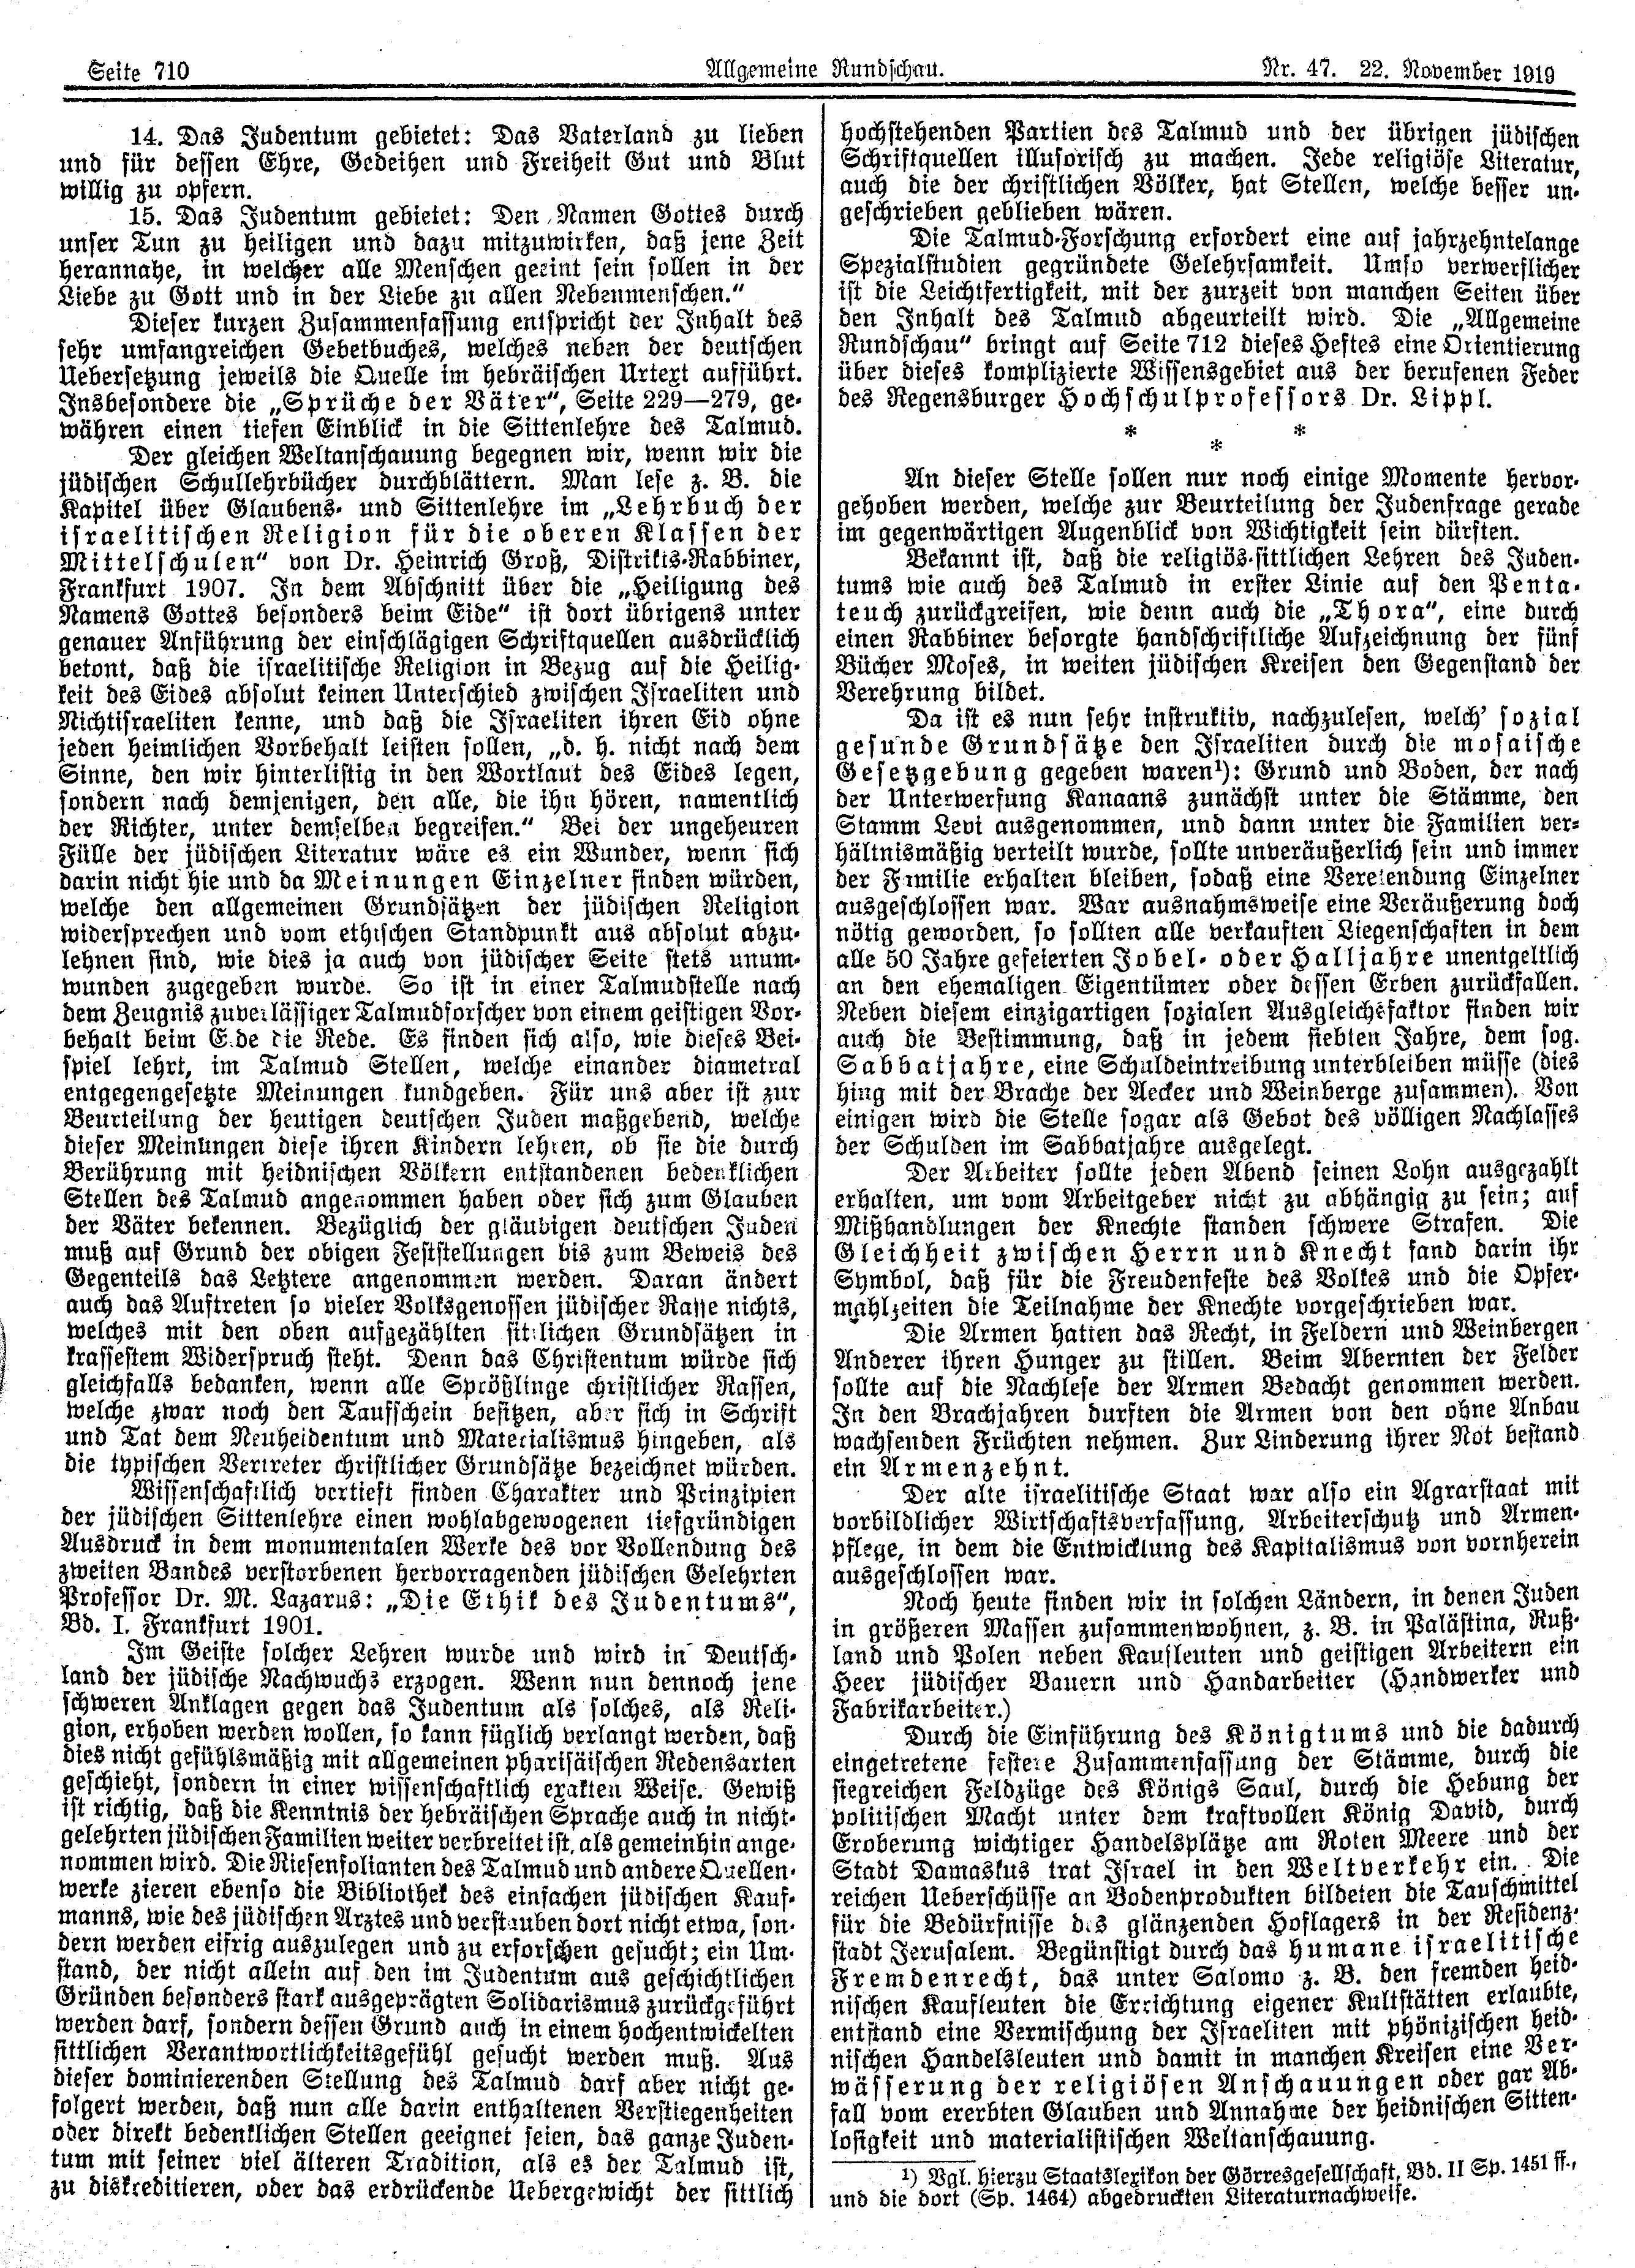 Seite 710
Allgemeine Rundschau.
Nr. 47. 22. November 1919
14. Das Judentum gebietet: Das Vaterland zu lieben
und für dessen Ehre, Gedeihen und Freiheit Gut und Blut
willig zu opfern.
15. Das Judentum gebietet: Den Namen Gottes durch
unser Tun zu heiligen und dazu mitzuwirken, daß jene Zeit
herannahe, in welcher alle Menschen geeint sein sollen in der
Liebe zu Gott und in der Liebe zu allen Nebenmenschen.“
Dieser kurzen Zusammenfassung entspricht der Inhalt des
sehr umfangreichen Gebetbuches, welches neben der deutschen
Uebersetzung jeweils die Quelle im hebräischen Urtext aufführt.
Insbesondere die „Sprüche der Väter“, Seite 229—279, ge-
währen einen tiefen Einblick in die Sittenlehre des Talmud.
Der gleichen Weltanschauung begegnen wir, wenn wir die
jüdischen Schullehrbücher durchblättern. Man lese z. B. die
Kapitel über Glaubens- und Sittenlehre im „Lehrbuch der
israelitischen Religion für die oberen Klassen der
Mittelschulen“ von Dr. Heinrich Groß, Distrikts-Rabbiner,
Frankfurt 1907. In dem Abschnitt über die „Heiligung des
Namens Gottes besonders beim Eide“ ist dort übrigens unter
genauer Anführung der einschlägigen Schriftquellen ausdrücklich
betont, daß die israelitische Religion in Bezug auf die Heilig-
keit des Eides absolut keinen Unterschied zwischen Israeliten und
Nichtisraeliten kenne, und daß die Israeliten ihren Eid ohne
jeden heimlichen Vorbehalt leisten sollen, „d. h. nicht nach dem
Sinne, den wir hinterlistig in den Wortlaut des Eides legen,
sondern nach demjenigen, den alle, die ihn hören, namentlich
der Richter, unter demselben begreifen.“ Bei der ungeheuren
Fülle der jüdischen Literatur wäre es ein Wunder, wenn sich
darin nicht hie und da Meinungen Einzelner finden würden,
welche den allgemeinen Grundsätzen der jüdischen Religion
widersprechen und vom ethischen Standpunkt aus absolut abzu-
lehnen sind, wie dies ja auch von jüdischer Seite stets unum-
wunden zugegeben wurde. So ist in einer Talmudstelle nach
dem Zeugnis zuverlässiger Talmudforscher von einem geistigen Vor-
behalt beim Eide die Rede. Es finden sich also, wie dieses Bei-
spiel lehrt, im Talmud Stellen, welche einander diametral
entgegengesetzte Meinungen kundgeben. Für uns aber ist zur
Beurteilung der heutigen deutschen Juden maßgebend, welche
dieser Meinungen diese ihren Kindern lehren, ob sie die durch
Berührung mit heidnischen Völkern entstandenen bedenklichen
Stellen des Talmud angenommen haben oder sich zum Glauben
der Väter bekennen. Bezüglich der gläubigen deutschen Juden
muß auf Grund der obigen Feststellungen bis zum Beweis des
Gegenteils das Letztere angenommen werden. Daran ändert
auch das Auftreten so vieler Volksgenossen jüdischer Rasse nichts,
welches mit den oben aufgezählten sittlichen Grundsätzen in
krassestem Widerspruch steht. Denn das Christentum würde sich
gleichfalls bedanken, wenn alle Sprößlinge christlicher Rassen,
welche zwar noch den Taufschein besitzen, aber sich in Schrift
und Tat dem Neuheidentum und Materialismus hingeben, als
die typischen Vertreter christlicher Grundsätze bezeichnet würden.
Wissenschaftlich vertieft finden Charakter und Prinzipien
der jüdischen Sittenlehre einen wohlabgewogenen tiefgründigen
Ausdruck in dem monumentalen Werke des vor Vollendung des
zweiten Bandes verstorbenen hervorragenden jüdischen Gelehrten
Professor Dr. M. Lazarus: „Die Ethik des Judentums“,
Bd. I. Frankfurt 1901.
Im Geiste solcher Lehren wurde und wird in Deutsch-
land der jüdische Nachwuchs erzogen. Wenn nun dennoch jene
schweren Anklagen gegen das Judentum als solches, als Reli-
gion, erhoben werden wollen, so kann füglich verlangt werden, daß
dies nicht gefühlsmäßig mit allgemeinen pharisäischen Redensarten
geschieht, sondern in einer wissenschaftlich exakten Weise. Gewiß
ist richtig, daß die Kenntnis der hebräischen Sprache auch in nicht-
gelehrten jüdischen Familien weiter verbreitet ist, als gemeinhin ange-
nommen wird. Die Riesenfolianten des Talmud und andere Quellen-
werke zieren ebenso die Bibliothek des einfachen jüdischen Kauf-
manns, wie des jüdischen Arztes und verstauben dort nicht etwa, son-
dern werden eifrig auszulegen und zu erforschen gesucht; ein Um-
stand, der nicht allein auf den im Judentum aus geschichtlichen
Gründen besonders stark ausgeprägten Solidarismus zurückgeführt
werden darf, sondern dessen Grund auch in einem hochentwickelten
sittlichen Verantwortlichkeitsgefühl gesucht werden muß. Aus
dieser dominierenden Stellung des Talmud darf aber nicht ge-
folgert werden, daß nun alle darin enthaltenen Verstiegenheiten
oder direkt bedenklichen Stellen geeignet seien, das ganze Juden-
tum mit seiner viel älteren Tradition, als es der Talmud ist,
zu diskreditieren, oder das erdrückende Uebergewicht der sittlich
hochstehenden Partien des Talmud und der übrigen jüdischen
Schriftquellen illusorisch zu machen. Jede religiöse Literatur,
auch die der christlichen Völker, hat Stellen, welche besser un-
geschrieben geblieben wären.
Die Talmud-Forschung erfordert eine auf jahrzehntelange
Spezialstudien gegründete Gelehrsamkeit. Umso verwerflicher
ist die Leichtfertigkeit, mit der zurzeit von manchen Seiten über
den Inhalt des Talmud abgeurteilt wird. Die „Allgemeine
Rundschau“ bringt auf Seite 712 dieses Heftes eine Orientierung
über dieses komplizierte Wissensgebiet aus der berufenen Feder
des Regensburger Hochschulprofessors Dr. Lippl.
* * *
An dieser Stelle sollen nur noch einige Momente hervor-
gehoben werden, welche zur Beurteilung der Judenfrage gerade
im gegenwärtigen Augenblick von Wichtigkeit sein dürften.
Bekannt ist, daß die religiös-sittlichen Lehren des Juden-
tums wie auch des Talmud in erster Linie auf den Penta-
teuch zurückgreifen, wie denn auch die „Thora“, eine durch
einen Rabbiner besorgte handschriftliche Aufzeichnung der fünf
Bücher Moses, in weiten jüdischen Kreisen den Gegenstand der
Verehrung bildet.
Da ist es nun sehr instruktiv, nachzulesen, welch’ sozial
gesunde Grundsätze den Israeliten durch die mosaische
Gesetzgebung gegeben waren¹): Grund und Boden, der nach
der Unterwerfung Kanaans zunächst unter die Stämme, den
Stamm Levi ausgenommen, und dann unter die Familien ver-
hältnismäßig verteilt wurde, sollte unveräußerlich sein und immer
der Familie erhalten bleiben, sodaß eine Verelendung Einzelner
ausgeschlossen war. War ausnahmsweise eine Veräußerung doch
nötig geworden, so sollten alle verkauften Liegenschaften in dem
alle 50 Jahre gefeierten Jobel- oder Halljahre unentgeltlich
an den ehemaligen Eigentümer oder dessen Erben zurückfallen.
Neben diesem einzigartigen sozialen Ausgleichsfaktor finden wir
auch die Bestimmung, daß in jedem siebten Jahre, dem sog.
Sabbatjahre, eine Schuldeintreibung unterbleiben müsse (dies
hing mit der Brache der Aecker und Weinberge zusammen). Von
einigen wird die Stelle sogar als Gebot des völligen Nachlasses
der Schulden im Sabbatjahre ausgelegt.
Der Arbeiter sollte jeden Abend seinen Lohn ausgezahlt
erhalten, um vom Arbeitgeber nicht zu abhängig zu sein; auf
Mißhandlungen der Knechte standen schwere Strafen. Die
Gleichheit zwischen Herrn und Knecht fand darin ihr
Symbol, daß für die Freudenfeste des Volkes und die Opfer-
mahlzeiten die Teilnahme der Knechte vorgeschrieben war.
Die Armen hatten das Recht, in Feldern und Weinbergen
Anderer ihren Hunger zu stillen. Beim Abernten der Felder
sollte auf die Nachlese der Armen Bedacht genommen werden.
In den Brachjahren durften die Armen von den ohne Anbau
wachsenden Früchten nehmen. Zur Linderung ihrer Not bestand
ein Armenzehnt.
Der alte israelitische Staat war also ein Agrarstaat mit
vorbildlicher Wirtschaftsverfassung, Arbeiterschutz und Armen-
pflege, in dem die Entwicklung des Kapitalismus von vornherein
ausgeschlossen war.
Noch heute finden wir in solchen Ländern, in denen Juden
in größeren Massen zusammenwohnen, z. B. in Palästina, Ruß-
land und Polen neben Kaufleuten und geistigen Arbeitern ein
Heer jüdischer Bauern und Handarbeiter (Handwerker und
Fabrikarbeiter.)
Durch die Einführung des Königtums und die dadurch
eingetretene festere Zusammenfassung der Stämme, durch die
siegreichen Feldzüge des Königs Saul, durch die Hebung der
politischen Macht unter dem kraftvollen König David, durch
Eroberung wichtiger Handelsplätze am Roten Meere und der
Stadt Damaskus trat Israel in den Weltverkehr ein. Die
reichen Ueberschüsse an Bodenprodukten bildeten die Tauschmittel
für die Bedürfnisse des glänzenden Hoflagers in der Residenz-
stadt Jerusalem. Begünstigt durch das humane israelitische
Fremdenrecht, das unter Salomo z. B. den fremden heid-
nischen Kaufleuten die Errichtung eigener Kultstätten erlaubte,
entstand eine Vermischung der Israeliten mit phönizischen heid-
nischen Handelsleuten und damit in manchen Kreisen eine Ver-
wässerung der religiösen Anschauungen oder gar Ab-
fall vom ererbten Glauben und Annahme der heidnischen Sitten-
losigkeit und materialistischen Weltanschauung.
¹) Vgl. hierzu Staatslexikon der Görresgesellschaft, Bd. II Sp. 1451 ff.,
und die dort (Sp. 1464) abgedruckten Literaturnachweise.